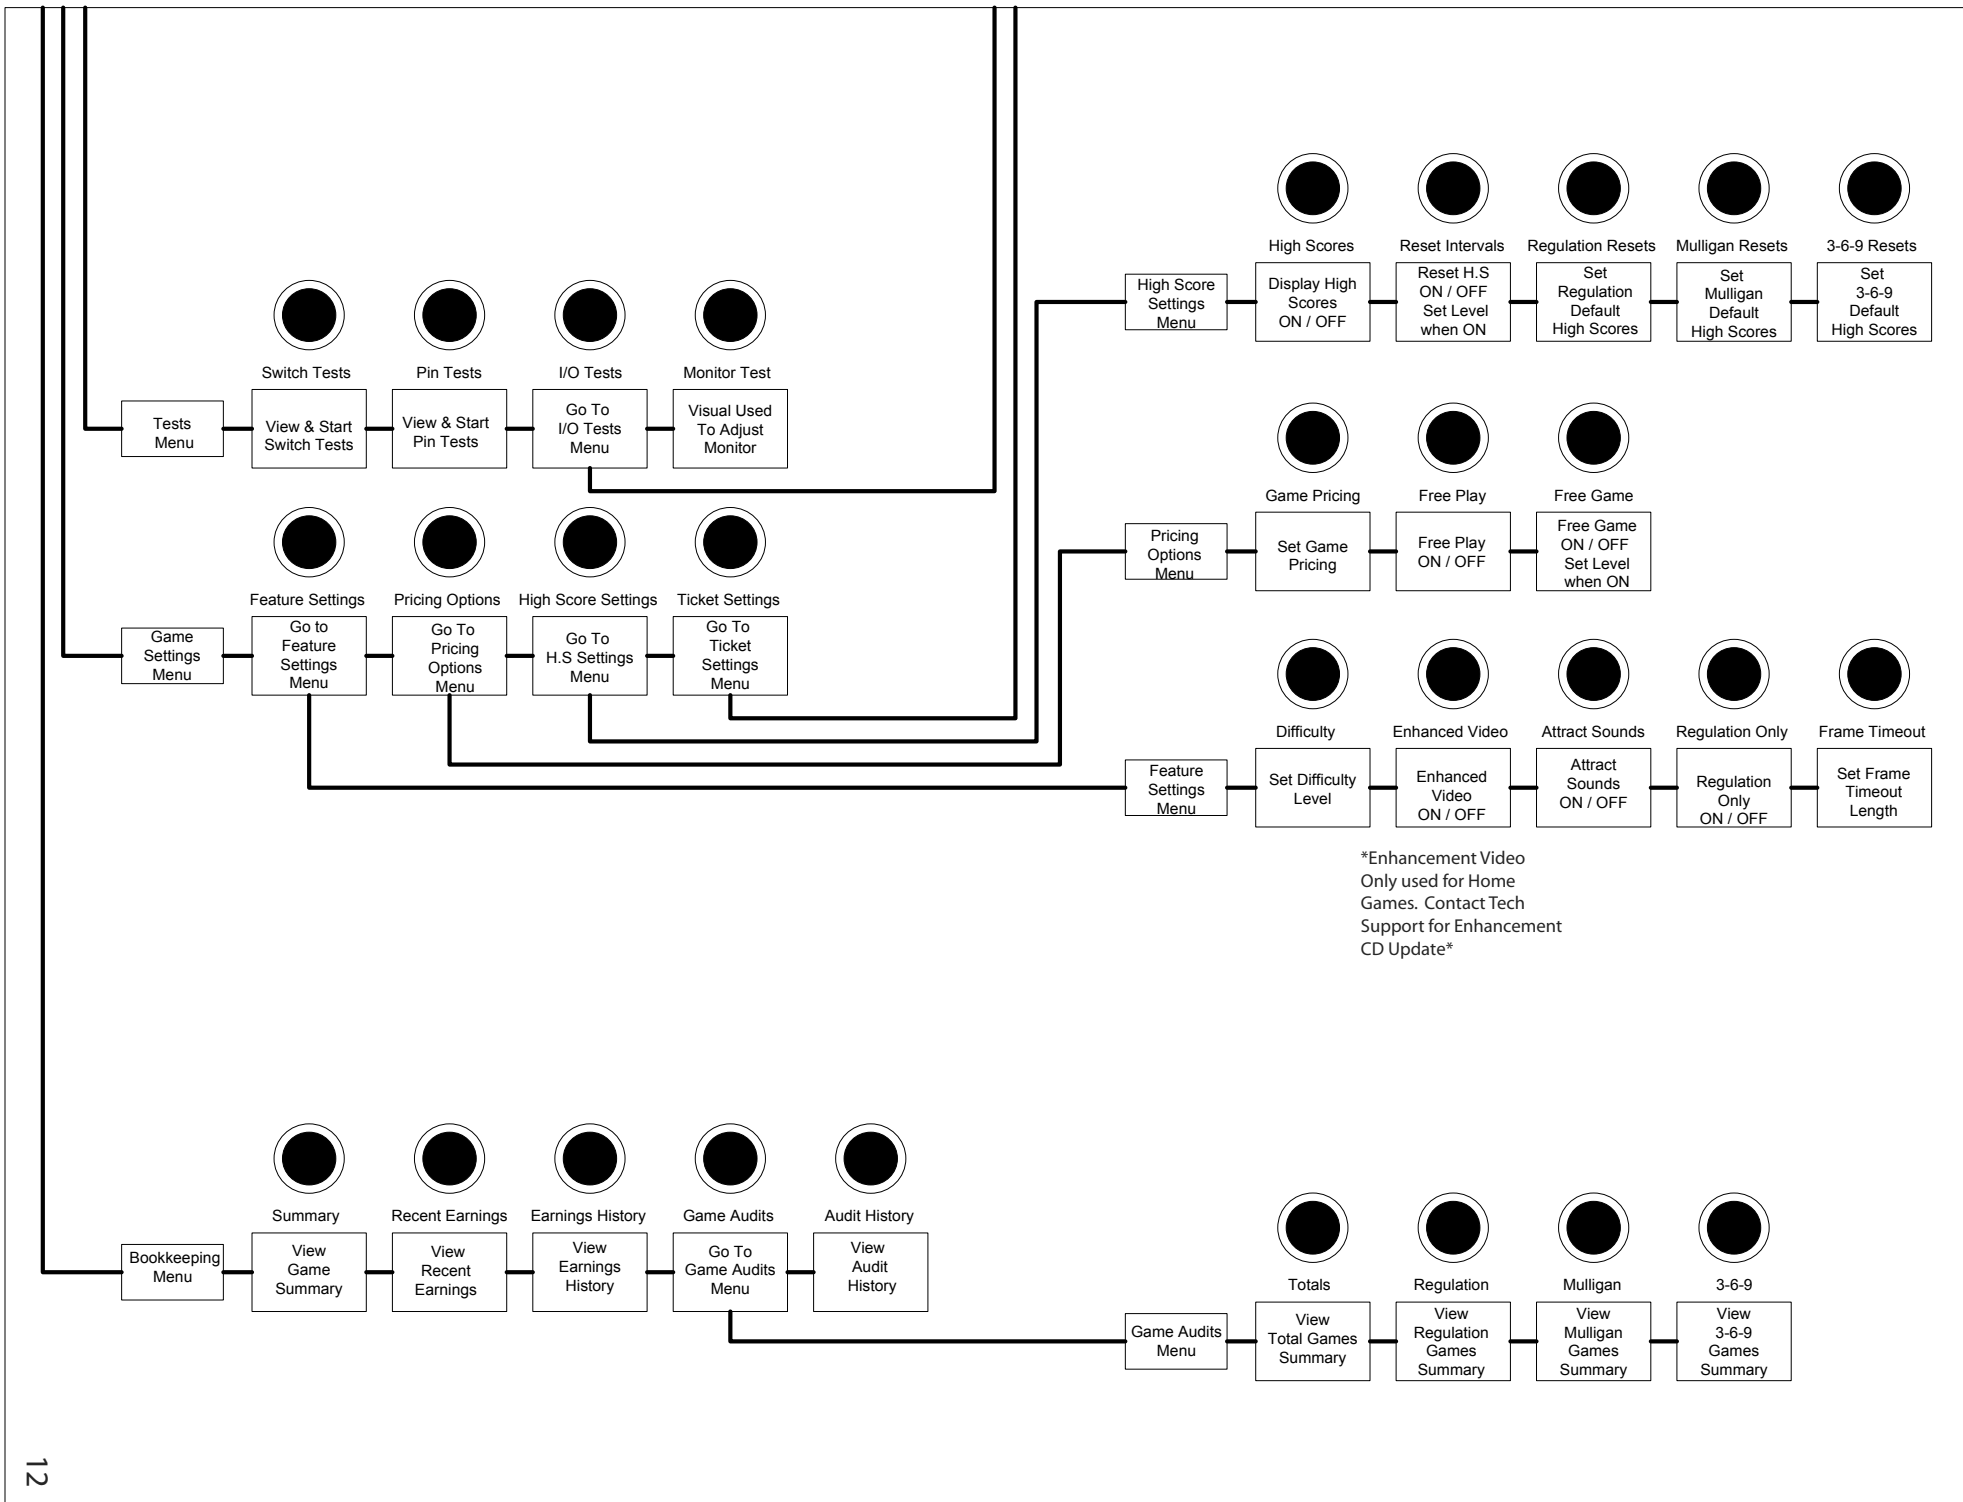 High Scores
Reset Intervals
Regulation Resets
Mulligan Resets
3-6-9 Resets
High Score
Settings
Menu
Display High
Scores
ON / OFF
Reset H.S
ON / OFF
Set Level
when ON
Set
Regulation
Default
High Scores
Set
Mulligan
Default
High Scores
Set
3-6-9
Default
High Scores
Switch Tests
Pin Tests
I/O Tests
Monitor Test
Tests
Menu
View & Start
Switch Tests
View & Start
Pin Tests
Go To
I/O Tests
Menu
Visual Used
To Adjust
Monitor
Game Pricing
Free Play
Free Game
Pricing
Options
Menu
Set Game
Pricing
Free Play
ON / OFF
Free Game
ON / OFF
Set Level
when ON
Feature Settings
Pricing Options
High Score Settings
Ticket Settings
Game
Settings
Menu
Go to
Feature
Settings
Menu
Go To
Pricing
Options
Menu
Go To
H.S Settings
Menu
Go To
Ticket
Settings
Menu
Difficulty
Enhanced Video
Attract Sounds
Regulation Only
Frame Timeout
Feature
Settings
Menu
Set Difficulty
Level
Enhanced
Video
ON / OFF
Attract
Sounds
ON / OFF
Regulation
Only
ON / OFF
Set Frame
Timeout
Length
*Enhancement Video
Only used for Home
Games. Contact Tech
Support for Enhancement
CD Update*
Summary
Recent Earnings
Earnings History
Game Audits
Audit History
Bookkeeping
Menu
View
Game
Summary
View
Recent
Earnings
View
Earnings
History
Go To
Game Audits
Menu
View
Audit
History
Totals
Regulation
Mulligan
3-6-9
Game Audits
Menu
View
Total Games
Summary
View
Regulation
Games
Summary
View
Mulligan
Games
Summary
View
3-6-9
Games
Summary
12